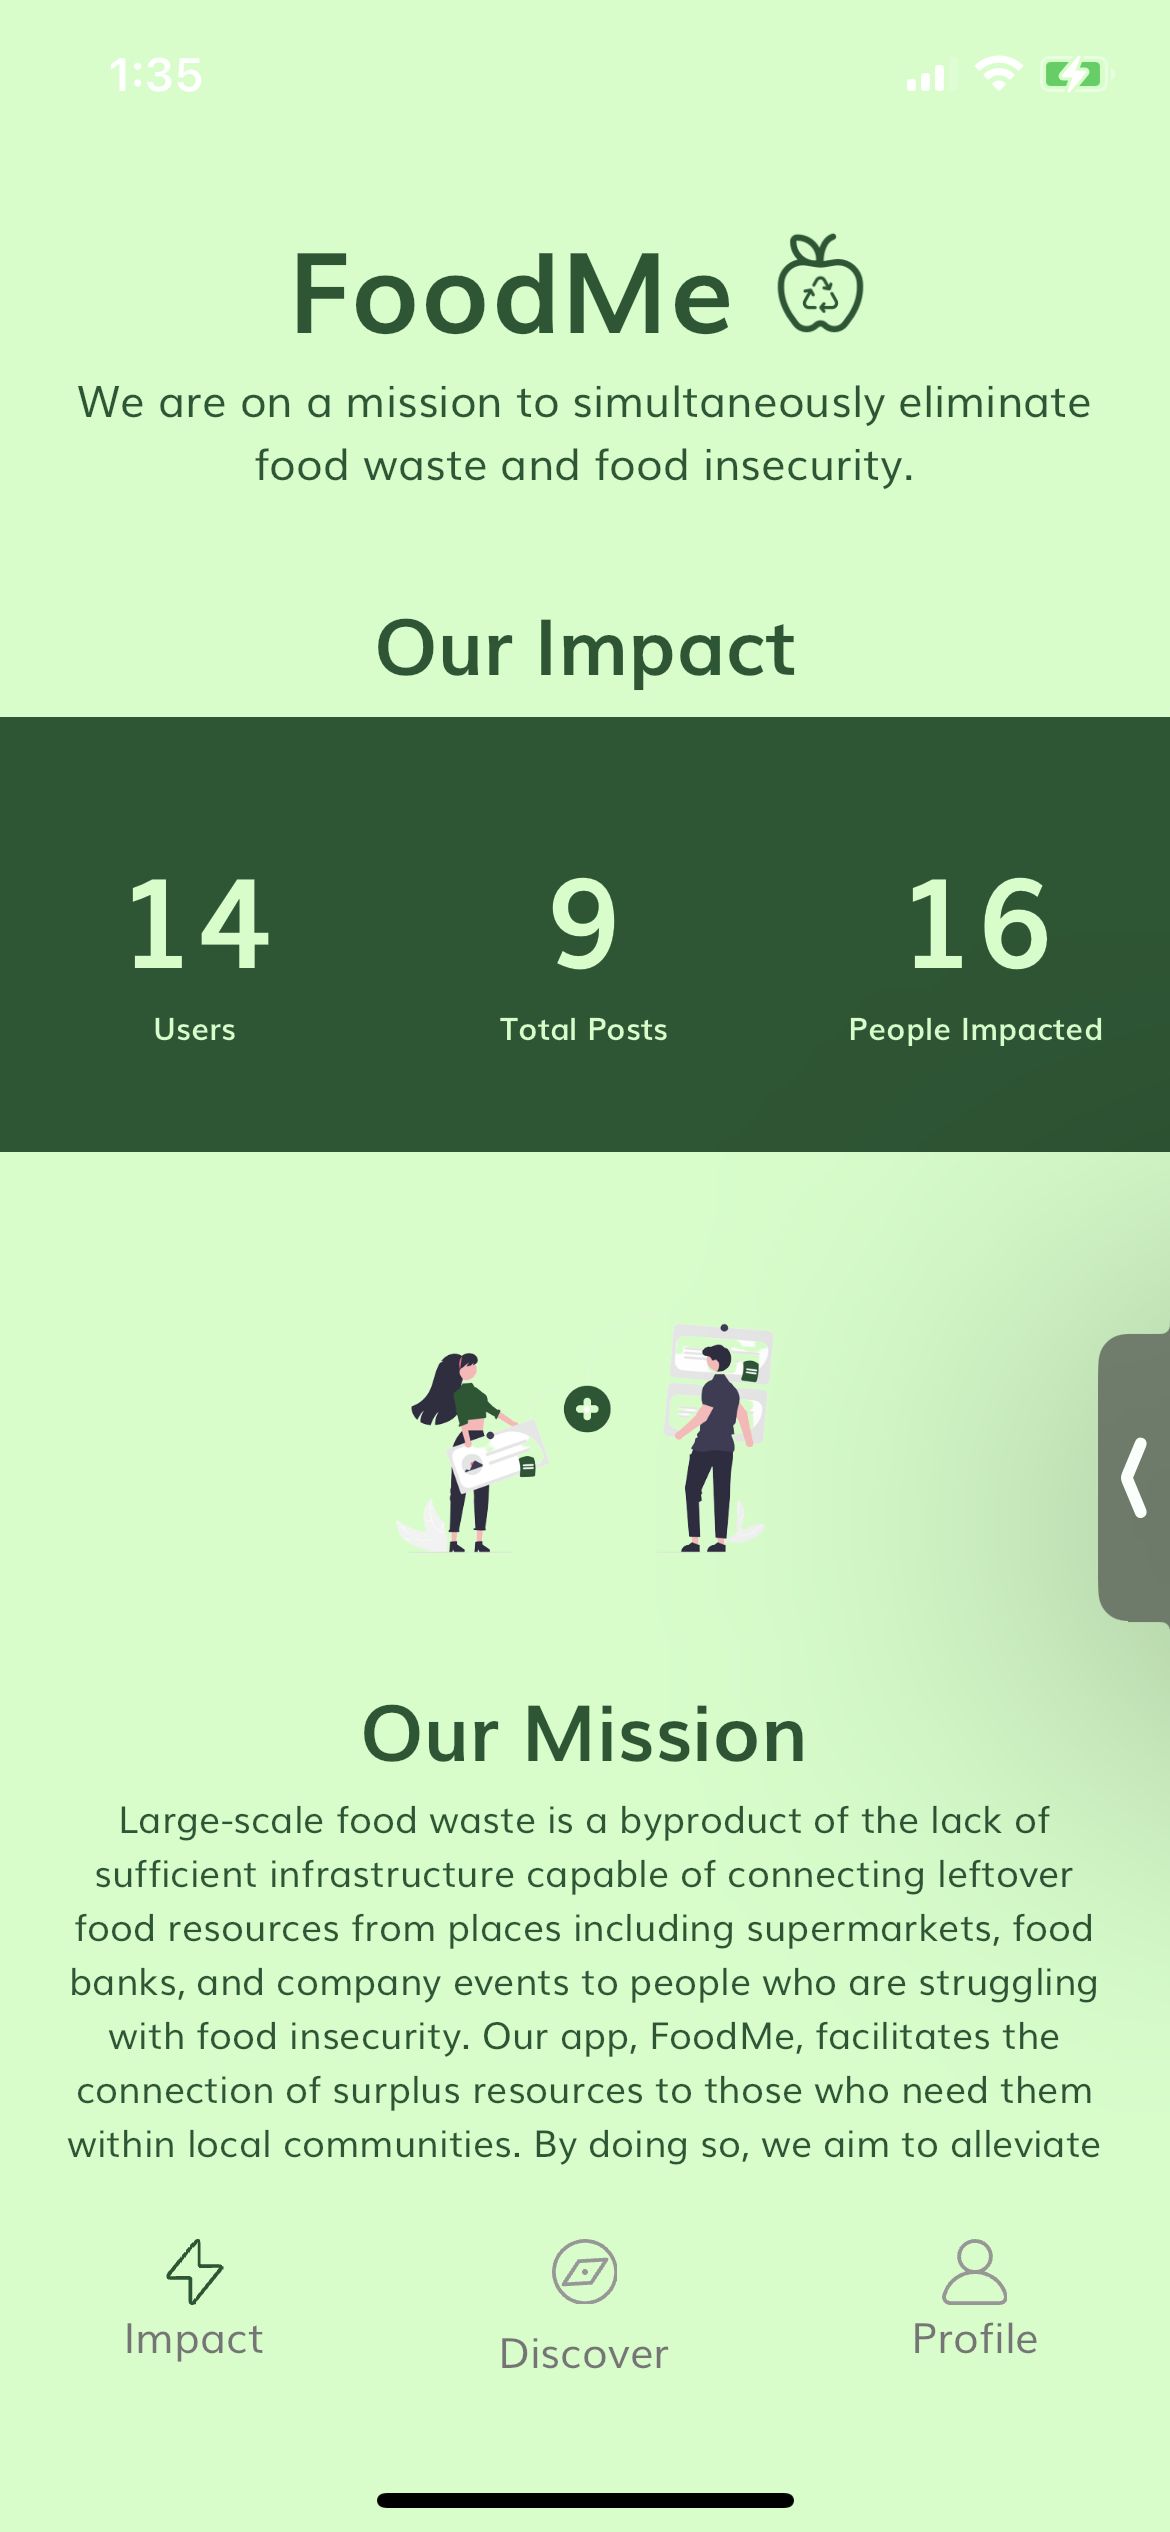 1:35
FoodMe
We are on a mission to simultaneously eliminate
food waste and food insecurity.
Our Impact
14 9 16
Users Total Posts People Impacted
Our Mission
Large-scale food waste is a byproduct of the lack of
sufficient infrastructure capable of connecting leftover
food resources from places including supermarkets, food
banks, and company events to people who are struggling
with food insecurity. Our app, FoodMe, facilitates the
connection of surplus resources to those who need them
within local communities. By doing so, we aim to alleviate
Impact Discover Profile